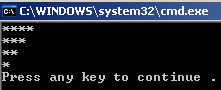 C:\WINDOWS\system32\cmd.exe
****
***
**
*
Press any key to continue .